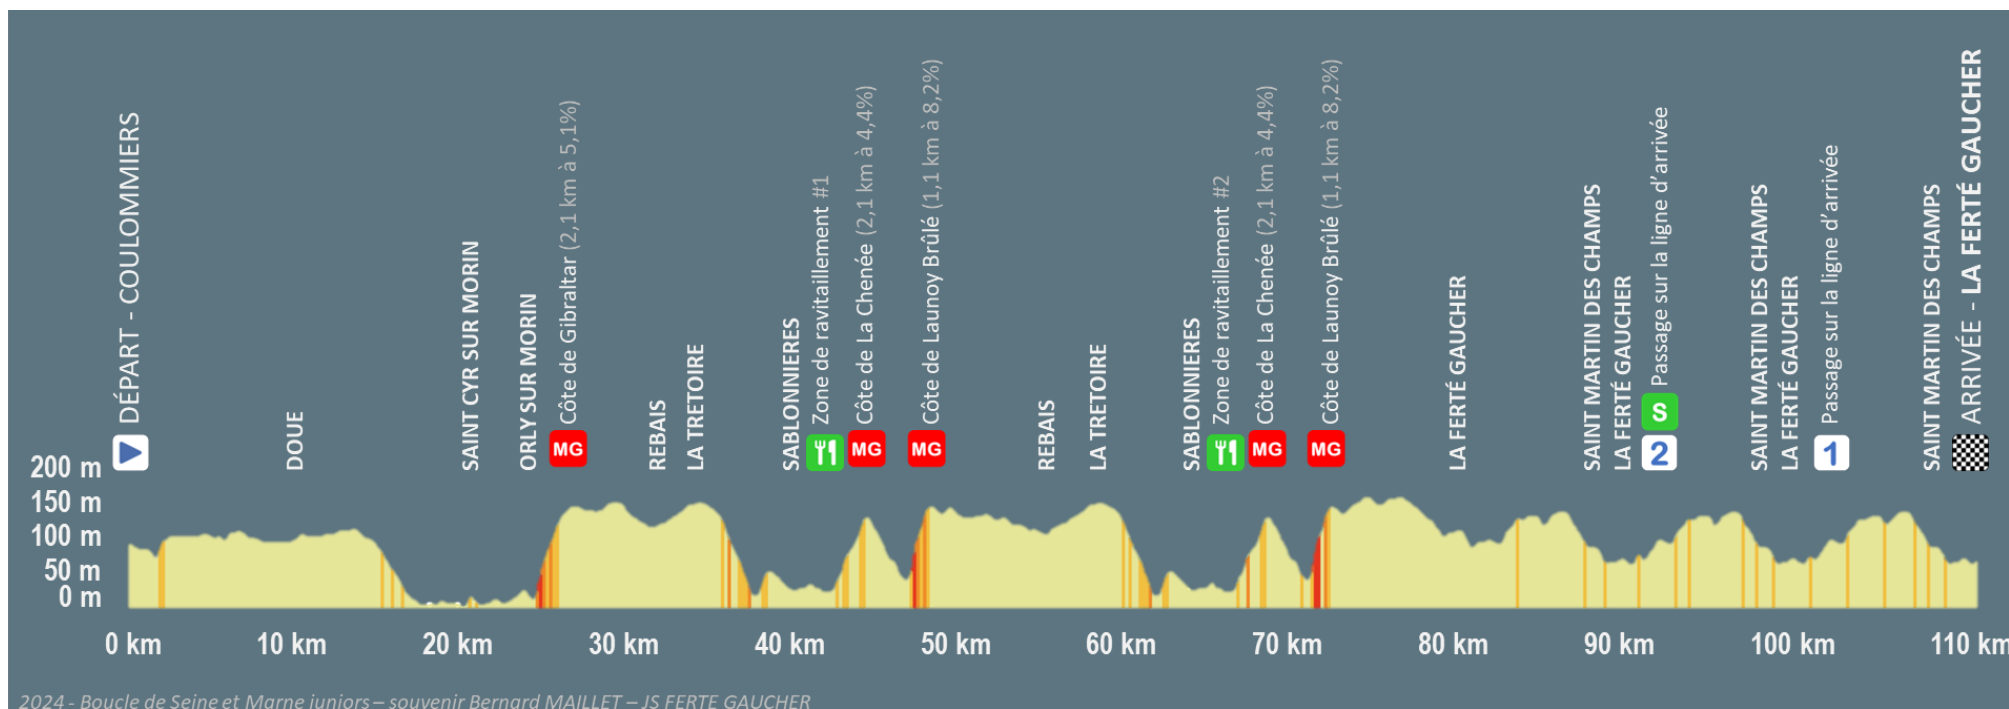 DÉPART - COULOMMIERS
DOUE
SAINT CYR SUR MORIN
ORLY SUR MORIN
MG Côte de Gibraltar (2,1 km à 5,1%)
REBAIS
LA TRETOIRE
SABLONNIERES
Zone de ravitaillement #1
MG Côte de La Chenée (2,1 km à 4,4%)
MG Côte de Launoy Brûlé (1,1 km à 8,2%)
REBAIS
LA TRETOIRE
SABLONNIERES
Zone de ravitaillement #2
MG Côte de La Chenée (2,1 km à 4,4%)
MG Côte de Launoy Brûlé (1,1 km à 8,2%)
LA FERTÉ GAUCHER
SAINT MARTIN DES CHAMPS
LA FERTÉ GAUCHER
2 S Passage sur la ligne d'arrivée
SAINT MARTIN DES CHAMPS
LA FERTÉ GAUCHER
1 Passage sur la ligne d'arrivée
SAINT MARTIN DES CHAMPS
ARRIVÉE - LA FERTÉ GAUCHER
200 m
150 m
100 m
50 m
0 m
0 km 10 km 20 km 30 km 40 km 50 km 60 km 70 km 80 km 90 km 100 km 110 km
2024 - Boucle de Seine et Marne juniors – souvenir Bernard MAILLET – JS FERTE GAUCHER